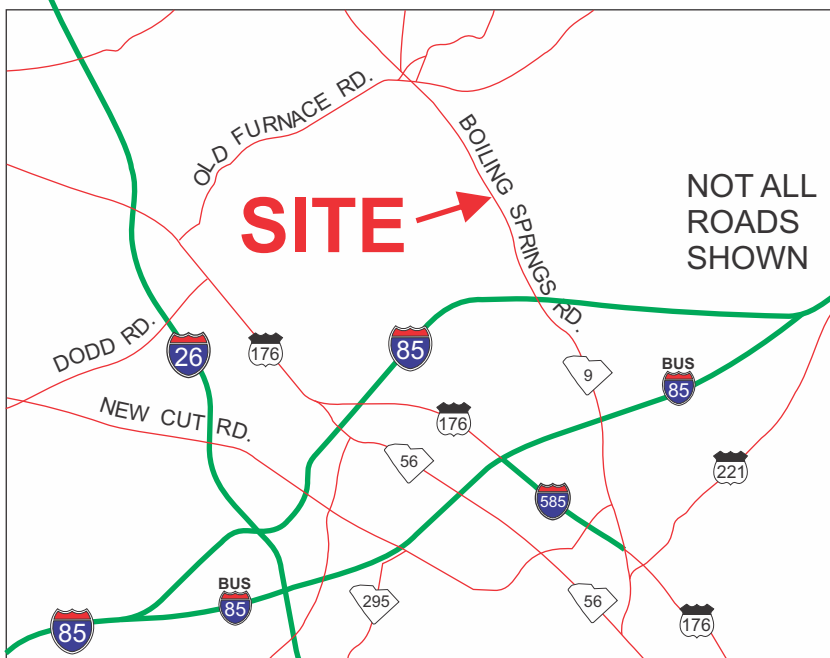 OLD FURNACE RD.
BOILING SPRINGS RD.
SITE
NOT ALL
ROADS
SHOWN
DODD RD.
26
176
85
9
BUS
85
NEW CUT RD.
176
56
221
585
BUS
85
295
56
85
176